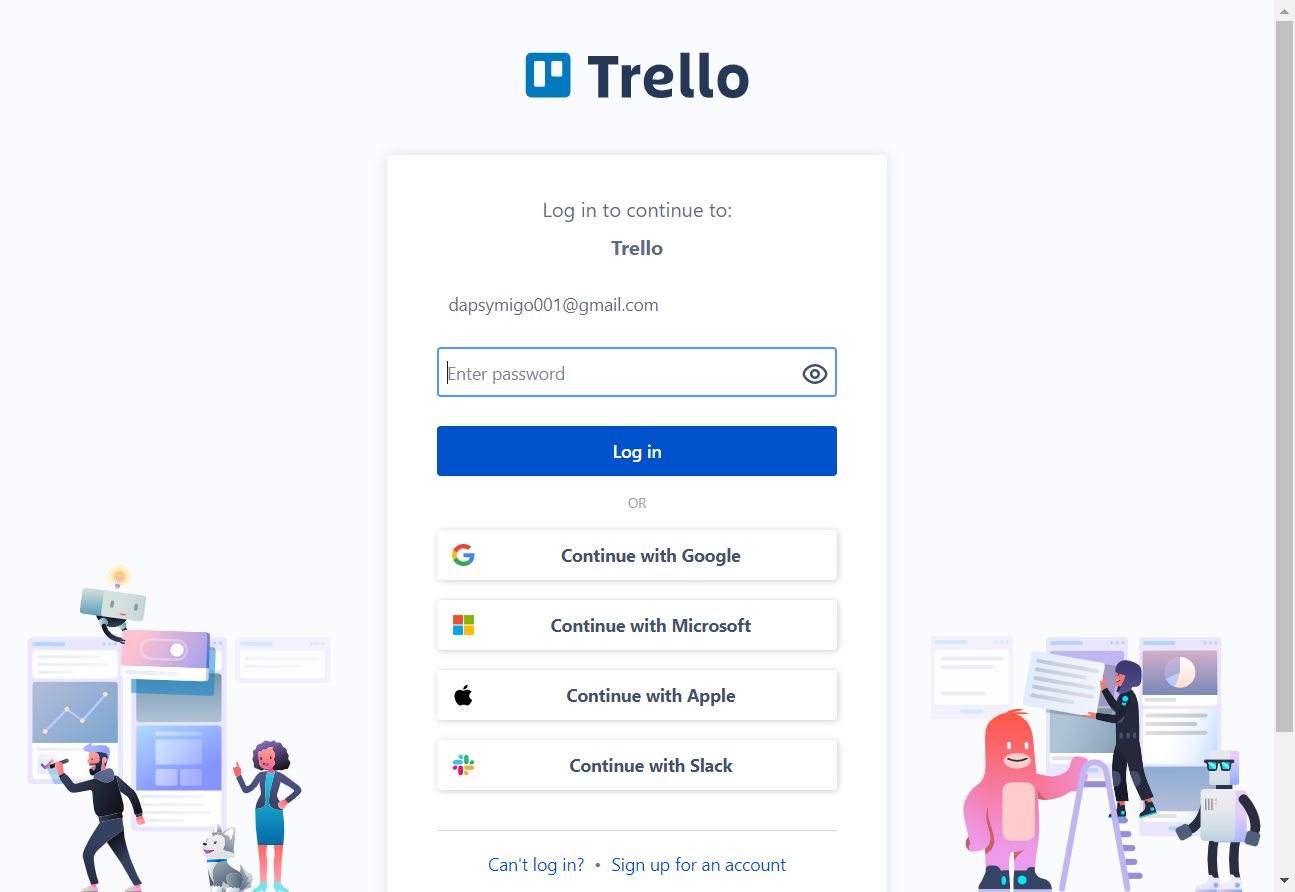 Trello
Log in to continue to:
Trello
dapsymigo001@gmail.com
Enter password
Log in
OR
Continue with Google
Continue with Microsoft
Continue with Apple
Continue with Slack
Can't log in? • Sign up for an account